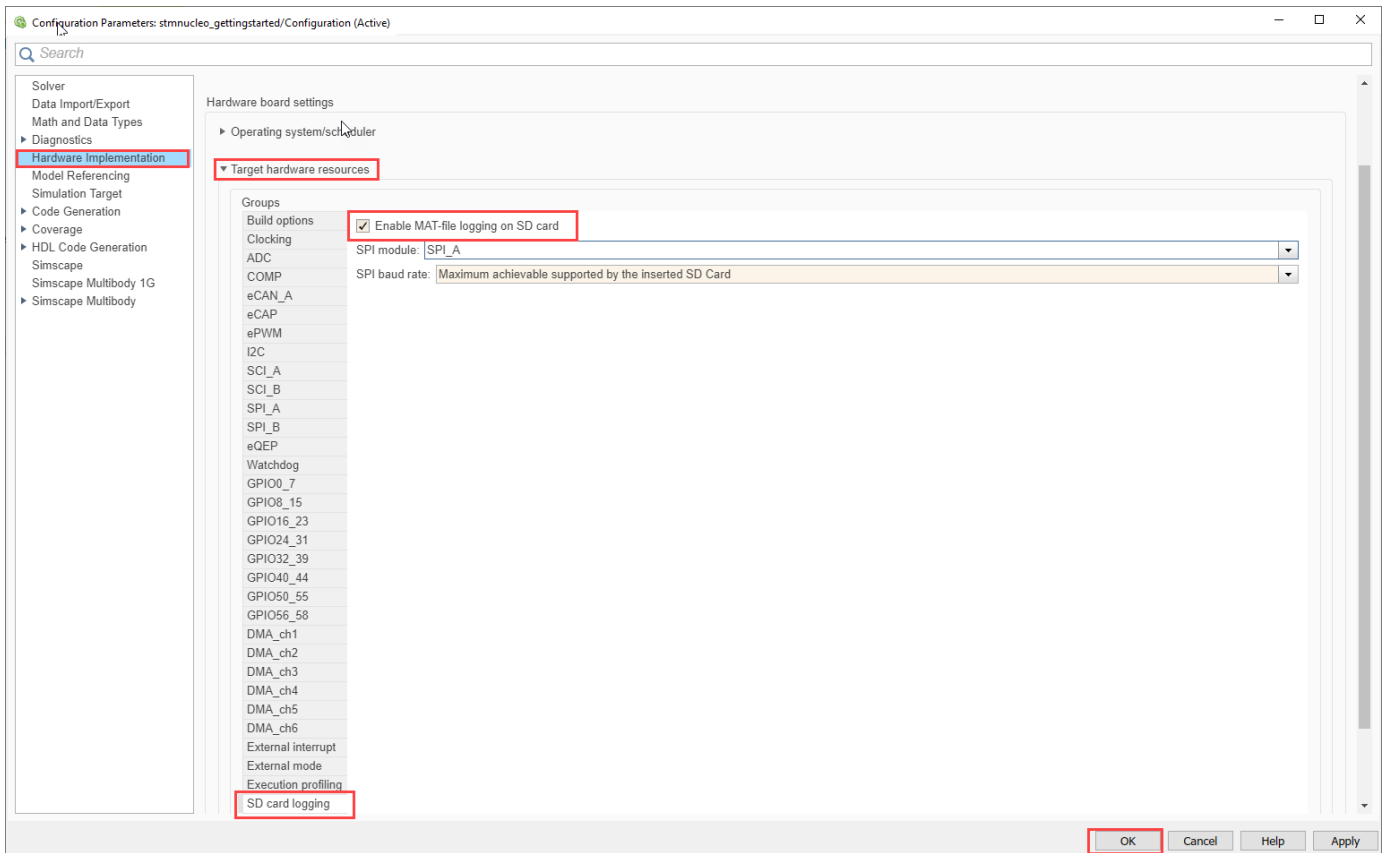 Configuration Parameters: stmnucleo_gettingstarted/Configuration (Active)
Search
Solver
Data Import/Export
Math and Data Types
Diagnostics
Hardware Implementation
Model Referencing
Simulation Target
Code Generation
Coverage
HDL Code Generation
Simscape
Simscape Multibody 1G
Simscape Multibody
Hardware board settings
Operating system/scheduler
Target hardware resources
Groups
Build options
Clocking
ADC
COMP
eCAN_A
eCAP
ePWM
I2C
SCI_A
SCI_B
SPI_A
SPI_B
eQEP
Watchdog
GPIO0_7
GPIO8_15
GPIO16_23
GPIO24_31
GPIO32_39
GPIO40_44
GPIO50_55
GPIO56_58
DMA_ch1
DMA_ch2
DMA_ch3
DMA_ch4
DMA_ch5
DMA_ch6
External interrupt
External mode
Execution profiling
SD card logging
Enable MAT-file logging on SD card
SPI module: SPI_A
SPI baud rate: Maximum achievable supported by the inserted SD Card
OK Cancel Help Apply